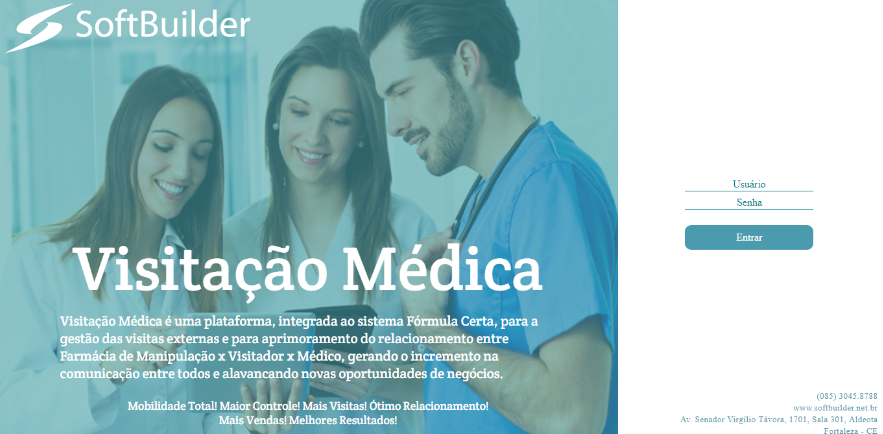 SoftBuilder
Visitação Médica
Visitação Médica é uma plataforma, integrada ao sistema Fórmula Certa, para a
gestão das visitas externas e para aprimoramento do relacionamento entre
Farmácia de Manipulação x Visitador x Médico, gerando o incremento na
comunicação entre todos e alavancando novas oportunidades de negócios.
Mobilidade Total! Maior Controle! Mais Visitas! Ótimo Relacionamento!
Mais Vendas! Melhores Resultados!
Usuário
Senha
Entrar
(085) 3045.8788
www.softbuilder.net.br
Av. Senador Virgílio Távora, 1701, Sala 301, Aldeota
Fortaleza - CE